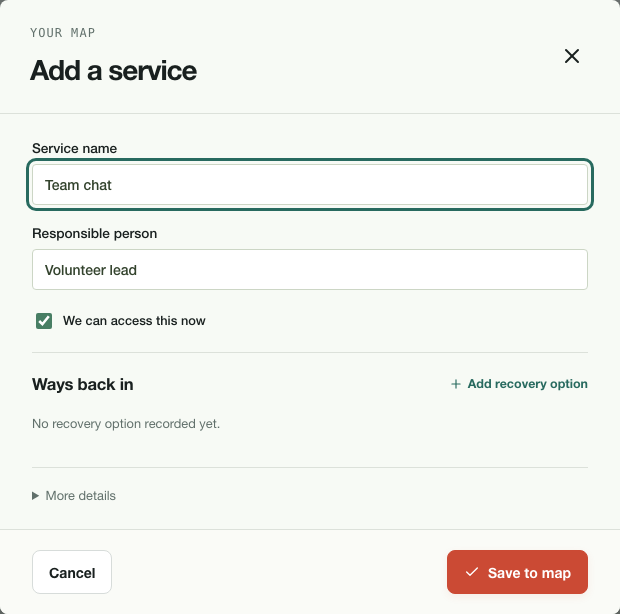 YOUR MAP
Add a service
Service name
Team chat
Responsible person
Volunteer lead
We can access this now
Ways back in
+ Add recovery option
No recovery option recorded yet.
More details
Cancel
Save to map